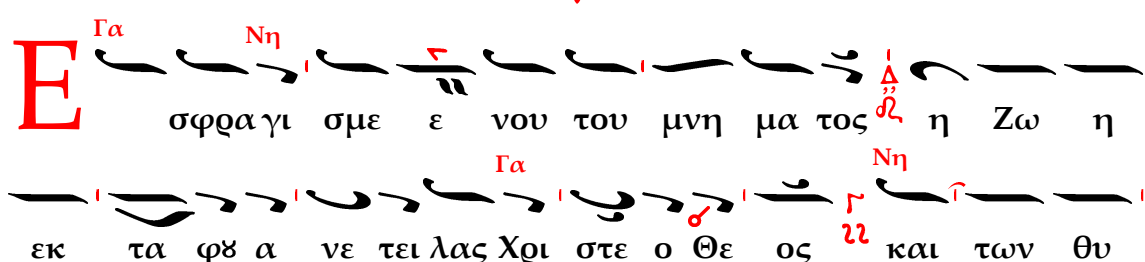 Γα Νη
Ε σφρα γι σμε ε νου του μνη μα τος η Ζω η
Γα Νη
εκ τα φȣ α νε τει λας Χρι στε ο Θε ος και των θυ